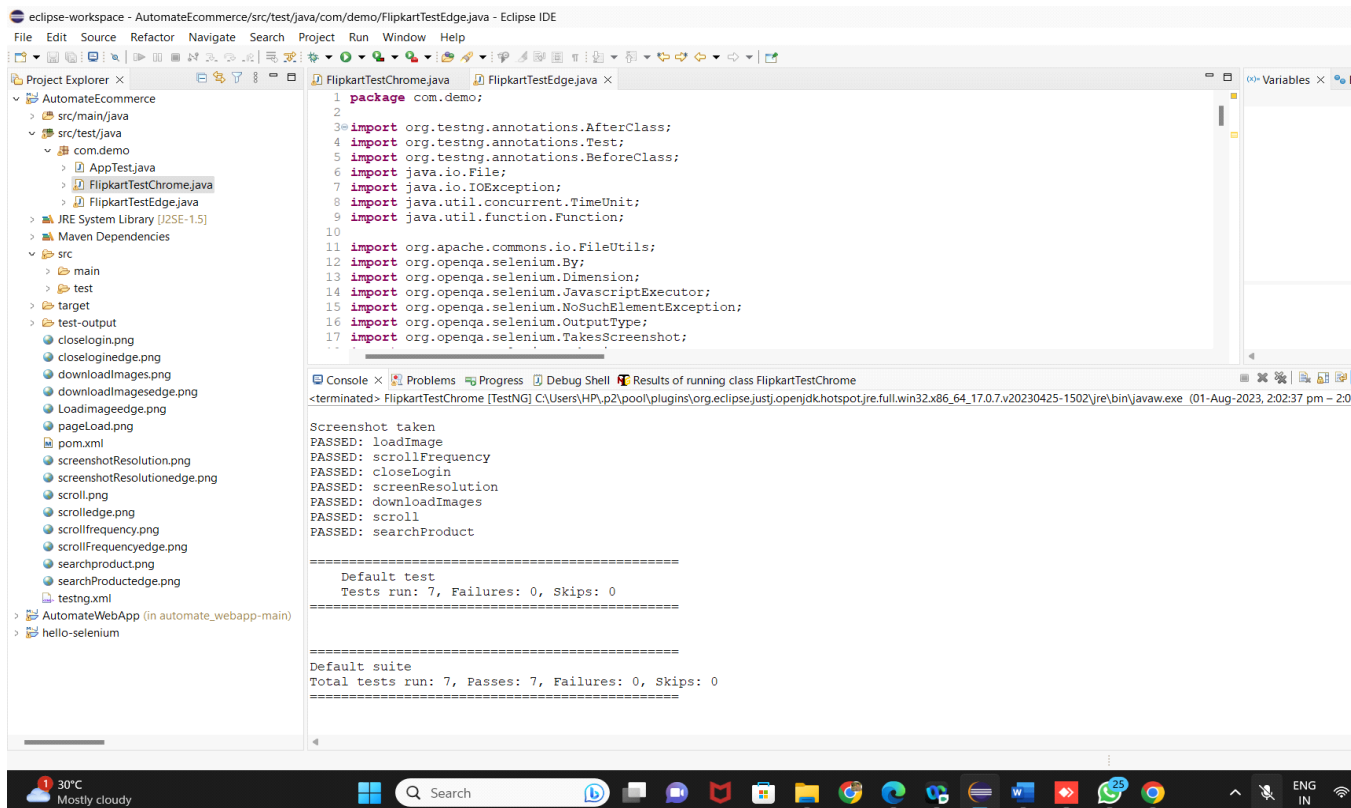 eclipse-workspace - AutomateEcommerce/src/test/java/com/demo/FlipkartTestEdge.java - Eclipse IDE
File Edit Source Refactor Navigate Search Project Run Window Help
Project Explorer
AutomateEcommerce
src/main/java
src/test/java
com.demo
AppTest.java
FlipkartTestChrome.java
FlipkartTestEdge.java
JRE System Library [J2SE-1.5]
Maven Dependencies
src
main
test
target
test-output
closelogin.png
closeloginedge.png
downloadImages.png
downloadImagesedge.png
Loadimageedge.png
pageLoad.png
pom.xml
screenshotResolution.png
screenshotResolutionedge.png
scroll.png
scrolledge.png
scrollfrequency.png
scrollFrequencyedge.png
searchproduct.png
searchProductedge.png
testng.xml
AutomateWebApp (in automate_webapp-main)
hello-selenium
FlipkartTestChrome.java FlipkartTestEdge.java
1 package com.demo;
2
3 import org.testng.annotations.AfterClass;
4 import org.testng.annotations.Test;
5 import org.testng.annotations.BeforeClass;
6 import java.io.File;
7 import java.io.IOException;
8 import java.util.concurrent.TimeUnit;
9 import java.util.function.Function;
10
11 import org.apache.commons.io.FileUtils;
12 import org.openqa.selenium.By;
13 import org.openqa.selenium.Dimension;
14 import org.openqa.selenium.JavascriptExecutor;
15 import org.openqa.selenium.NoSuchElementException;
16 import org.openqa.selenium.OutputType;
17 import org.openqa.selenium.TakesScreenshot;
(x)= Variables
Console Problems Progress Debug Shell Results of running class FlipkartTestChrome
<terminated> FlipkartTestChrome [TestNG] C:\Users\HP\.p2\pool\plugins\org.eclipse.justj.openjdk.hotspot.jre.full.win32.x86_64_17.0.7.v20230425-1502\jre\bin\javaw.exe (01-Aug-2023, 2:02:37 pm – 2:0
Screenshot taken
PASSED: loadImage
PASSED: scrollFrequency
PASSED: closeLogin
PASSED: screenResolution
PASSED: downloadImages
PASSED: scroll
PASSED: searchProduct
===============================================
Default test
Tests run: 7, Failures: 0, Skips: 0
===============================================
===============================================
Default suite
Total tests run: 7, Passes: 7, Failures: 0, Skips: 0
===============================================
1
30°C
Mostly cloudy
Search
25
ENG
IN